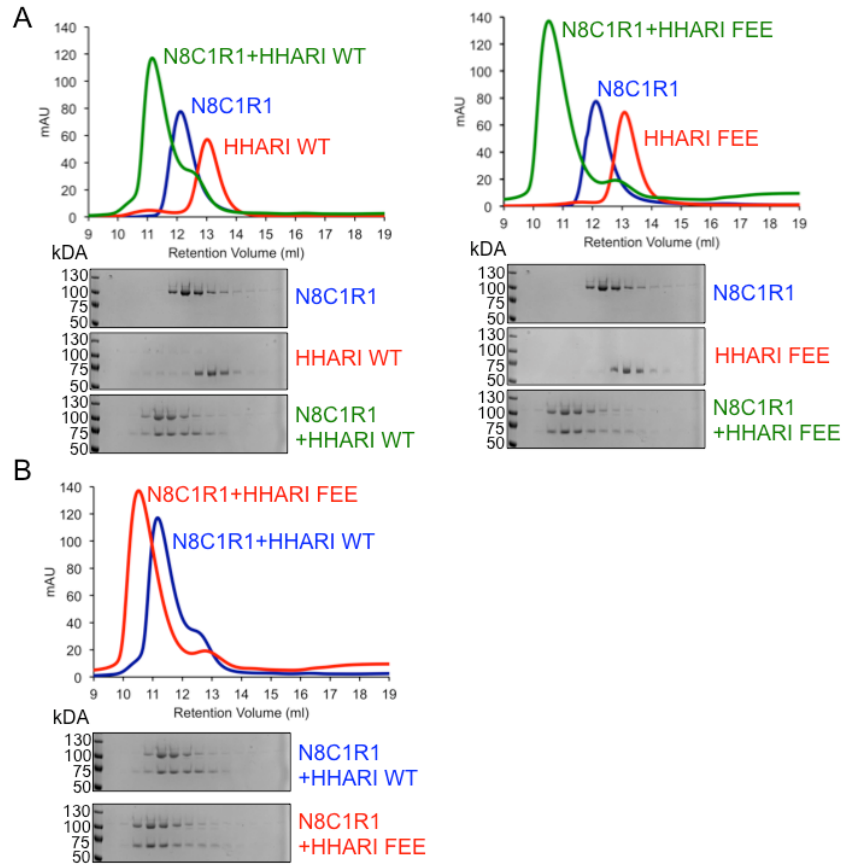 A
140
120
100
80
60
40
20
0
mAU
N8C1R1+HHARI WT
N8C1R1
HHARI WT
9 10 11 12 13 14 15 16 17 18 19
Retention Volume (ml)
kDA
130
100
75
50
N8C1R1
130
100
75
50
HHARI WT
130
100
75
50
N8C1R1
+HHARI WT
140
120
100
80
60
40
20
0
mAU
N8C1R1+HHARI FEE
N8C1R1
HHARI FEE
9 10 11 12 13 14 15 16 17 18 19
Retention Volume (ml)
kDA
130
100
75
50
N8C1R1
130
100
75
50
HHARI FEE
130
100
75
50
N8C1R1
+HHARI FEE
B
140
120
100
80
60
40
20
0
mAU
N8C1R1+HHARI FEE
N8C1R1+HHARI WT
9 10 11 12 13 14 15 16 17 18 19
Retention Volume (ml)
kDA
130
100
75
50
N8C1R1
+HHARI WT
130
100
75
50
N8C1R1
+HHARI FEE